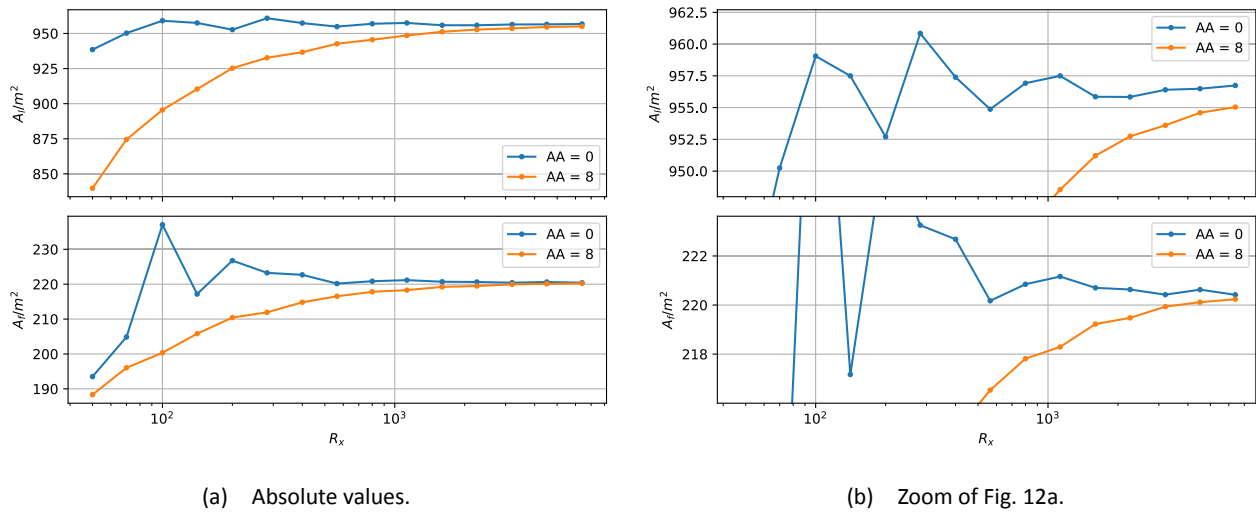 950
925
900
875
850
A_l/m²
AA = 0
AA = 8
230
220
210
200
190
A_f/m²
AA = 0
AA = 8
10²
10³
R_x
(a) Absolute values.
962.5
960.0
957.5
955.0
952.5
950.0
A_l/m²
AA = 0
AA = 8
222
220
218
A_f/m²
AA = 0
AA = 8
10²
10³
R_x
(b) Zoom of Fig. 12a.